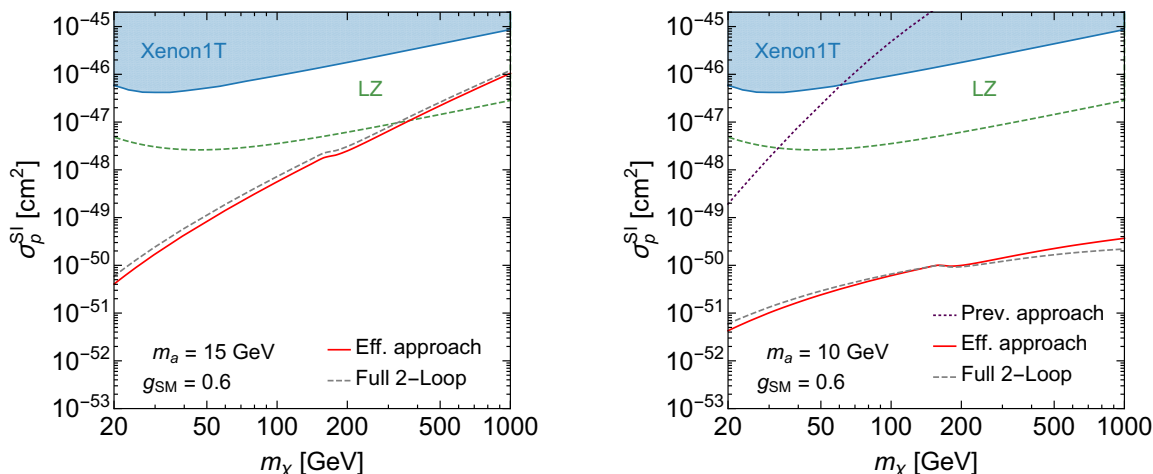 10^-45
10^-46
10^-47
10^-48
10^-49
10^-50
10^-51
10^-52
10^-53
σ_p^SI [cm²]
Xenon1T
LZ
m_a = 15 GeV
g_SM = 0.6
Eff. approach
Full 2-Loop
20 50 100 200 500 1000
m_χ [GeV]
10^-45
10^-46
10^-47
10^-48
10^-49
10^-50
10^-51
10^-52
10^-53
σ_p^SI [cm²]
Xenon1T
LZ
m_a = 10 GeV
g_SM = 0.6
Prev. approach
Eff. approach
Full 2-Loop
20 50 100 200 500 1000
m_χ [GeV]